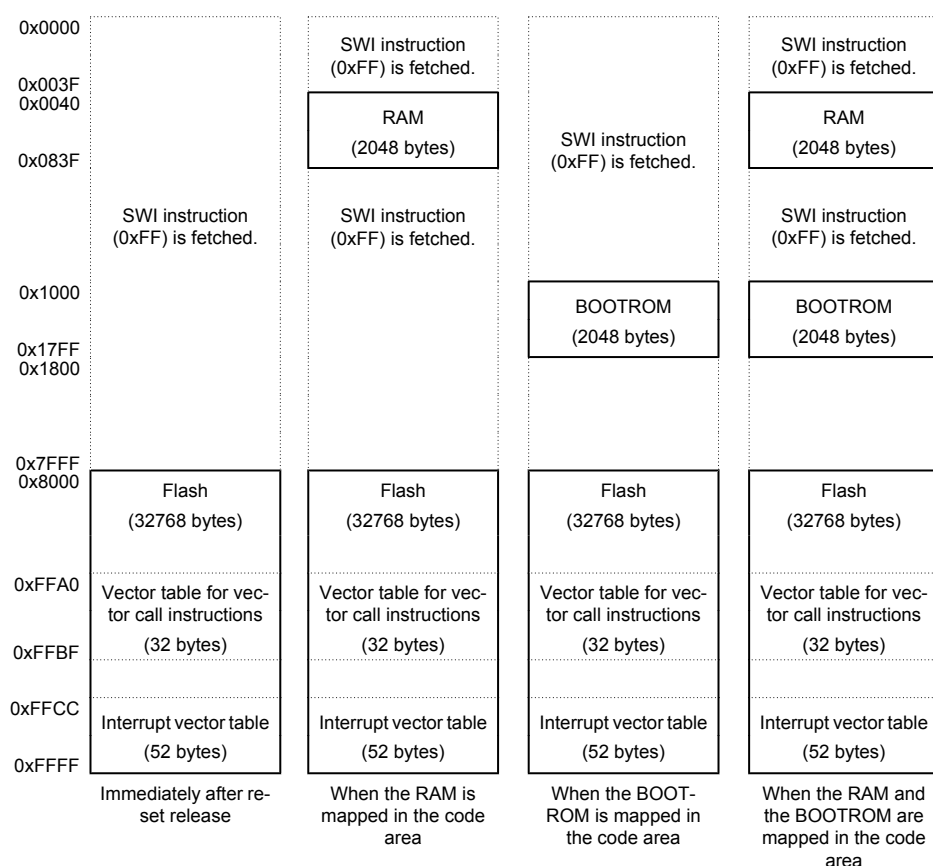 0x0000
0x003F
0x0040
0x083F
0x1000
0x17FF
0x1800
0x7FFF
0x8000
0xFFA0
0xFFBF
0xFFCC
0xFFFF
SWI instruction
(0xFF) is fetched.
Flash
(32768 bytes)
Vector table for vec-
tor call instructions
(32 bytes)
Interrupt vector table
(52 bytes)
Immediately after re-
set release
SWI instruction
(0xFF) is fetched.
RAM
(2048 bytes)
SWI instruction
(0xFF) is fetched.
Flash
(32768 bytes)
Vector table for vec-
tor call instructions
(32 bytes)
Interrupt vector table
(52 bytes)
When the RAM is
mapped in the code
area
SWI instruction
(0xFF) is fetched.
BOOTROM
(2048 bytes)
Flash
(32768 bytes)
Vector table for vec-
tor call instructions
(32 bytes)
Interrupt vector table
(52 bytes)
When the BOOT-
ROM is mapped in
the code area
SWI instruction
(0xFF) is fetched.
RAM
(2048 bytes)
SWI instruction
(0xFF) is fetched.
BOOTROM
(2048 bytes)
Flash
(32768 bytes)
Vector table for vec-
tor call instructions
(32 bytes)
Interrupt vector table
(52 bytes)
When the RAM and
the BOOTROM are
mapped in the code
area